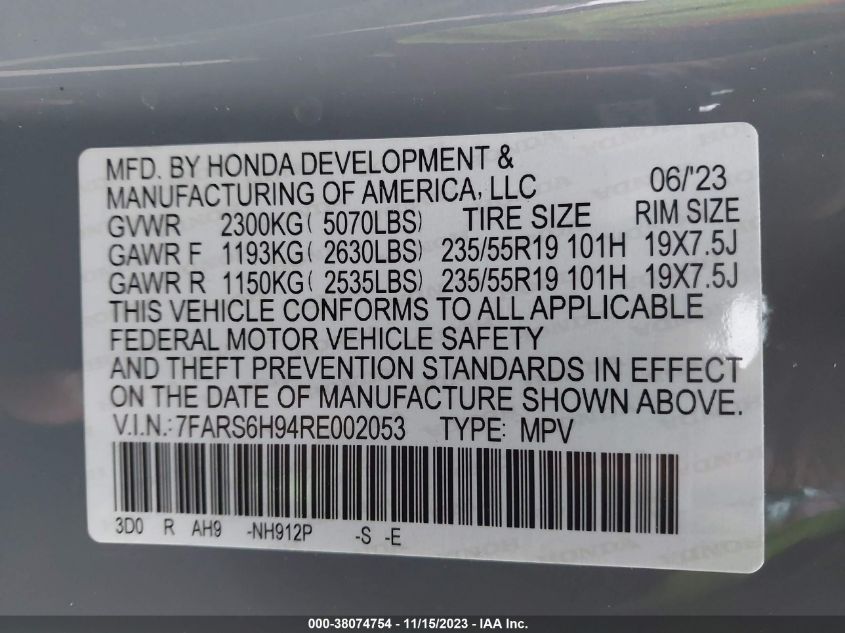 MFD. BY HONDA DEVELOPMENT &
MANUFACTURING OF AMERICA, LLC 06/'23
GVWR 2300KG( 5070LBS) TIRE SIZE RIM SIZE
GAWR F 1193KG( 2630LBS) 235/55R19 101H 19X7.5J
GAWR R 1150KG( 2535LBS) 235/55R19 101H 19X7.5J
THIS VEHICLE CONFORMS TO ALL APPLICABLE
FEDERAL MOTOR VEHICLE SAFETY
AND THEFT PREVENTION STANDARDS IN EFFECT
ON THE DATE OF MANUFACTURE SHOWN ABOVE.
V.I.N.: 7FARS6H94RE002053 TYPE: MPV
3D0 R AH9 -NH912P -S -E
000-38074754 - 11/15/2023 - IAA Inc.